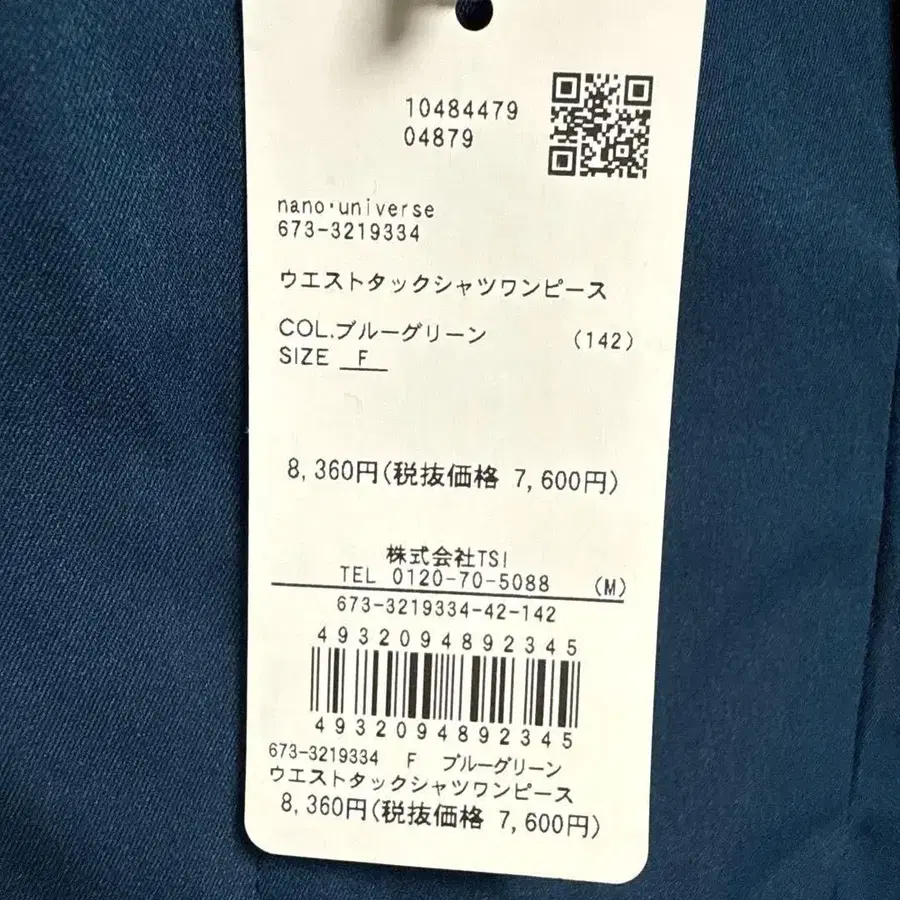 10484479
04879
nano・universe
673-3219334
ウエストタックシャツワンピース
COL.ブルーグリーン (142)
SIZE F
8,360円(税抜価格 7,600円)
株式会社TSI
TEL 0120-70-5088 (M)
673-3219334-42-142
4932094892345
4932094892345
673-3219334 F ブルーグリーン
ウエストタックシャツワンピース
8,360円(税抜価格 7,600円)